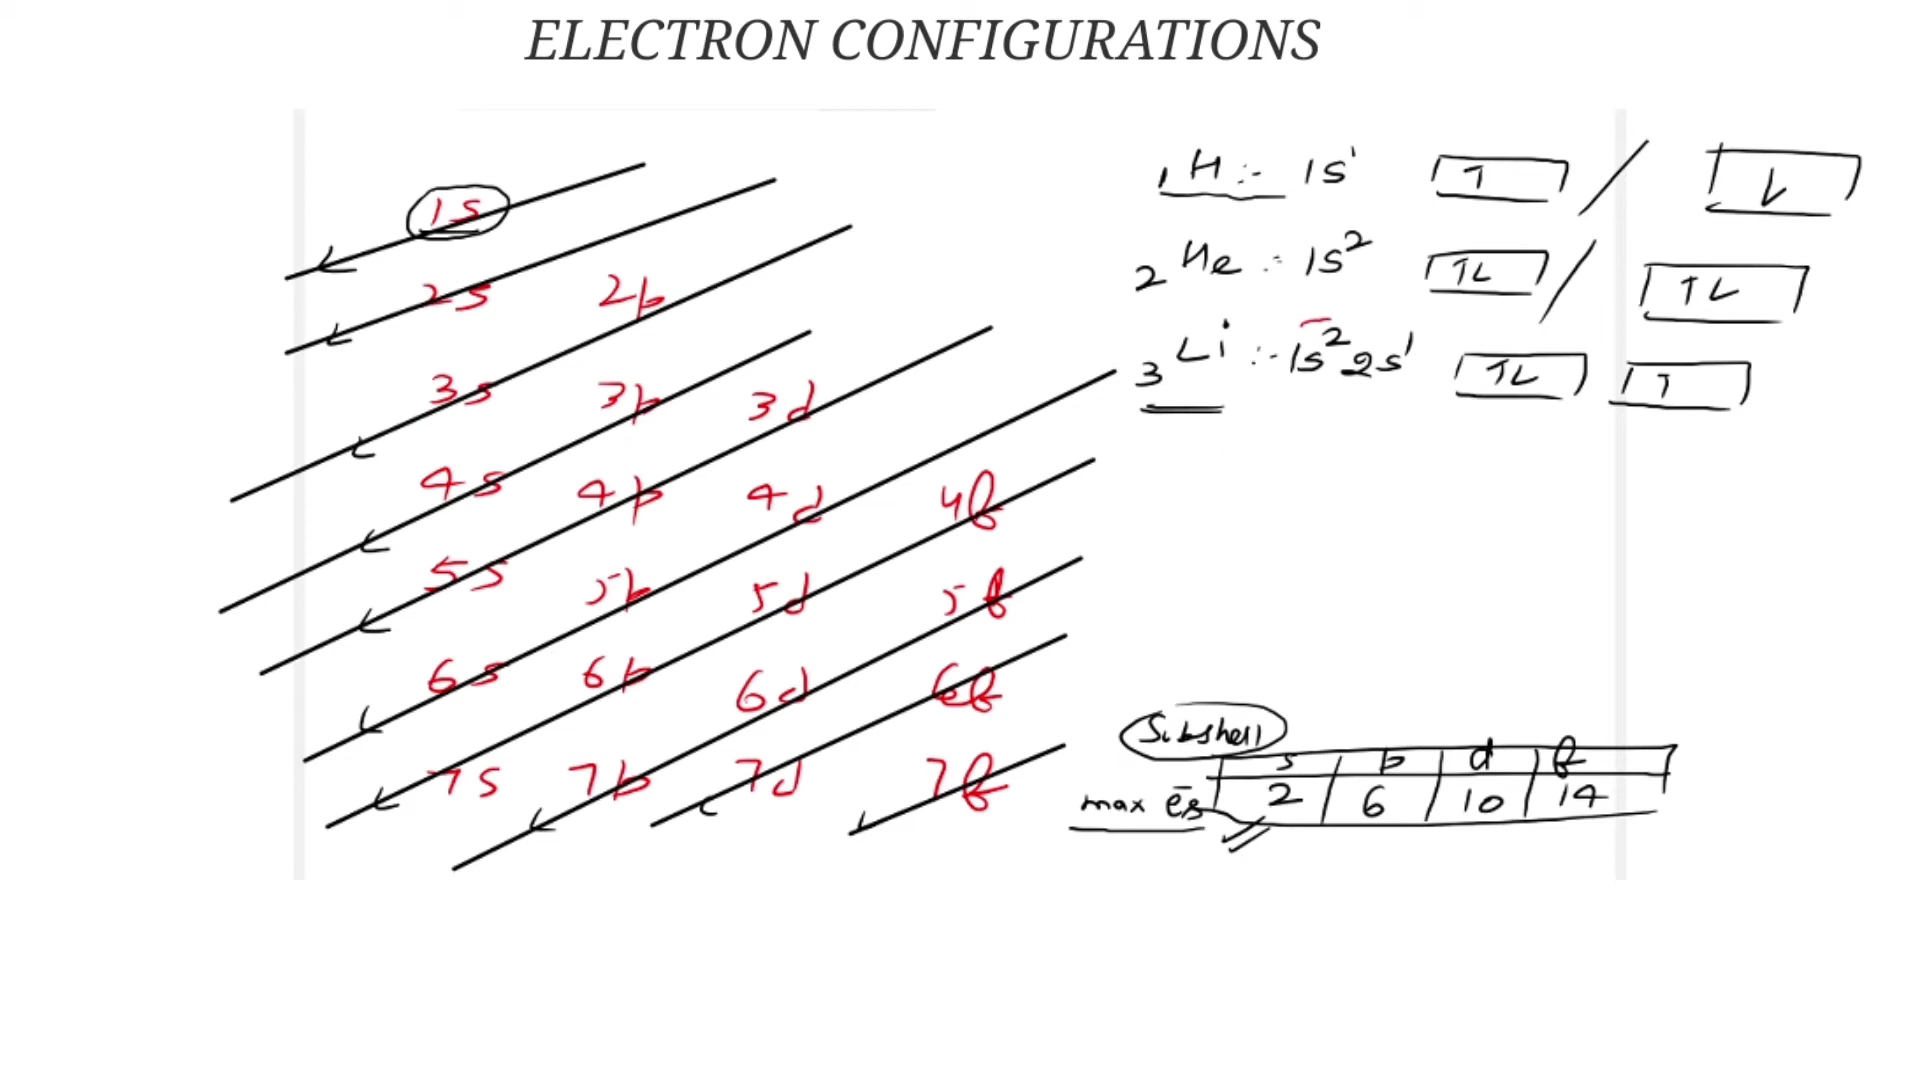 ELECTRON CONFIGURATIONS
1s
2s 2p
3s 3p 3d
4s 4p 4d 4f
5s 5p 5d 5f
6s 6p 6d 6f
7s 7p 7d 7f
₁H :- 1s¹ ↑ / ↓
₂He :- 1s² ↑↓ / ↑↓
₃Li :- 1s² 2s¹ ↑↓ ↑
Subshell s p d f
max e̅s 2 6 10 14